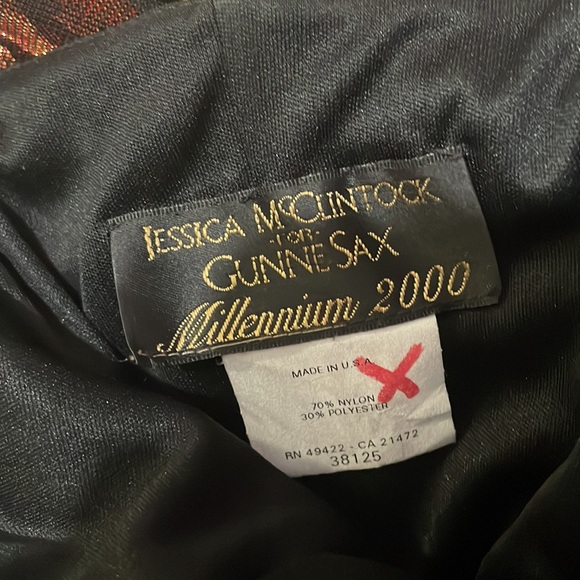 JESSICA McCLINTOCK
-FOR-
GUNNE SAX
Millennium 2000
MADE IN U.S.A.
70% NYLON
30% POLYESTER
RN 49422 - CA 21472
38125